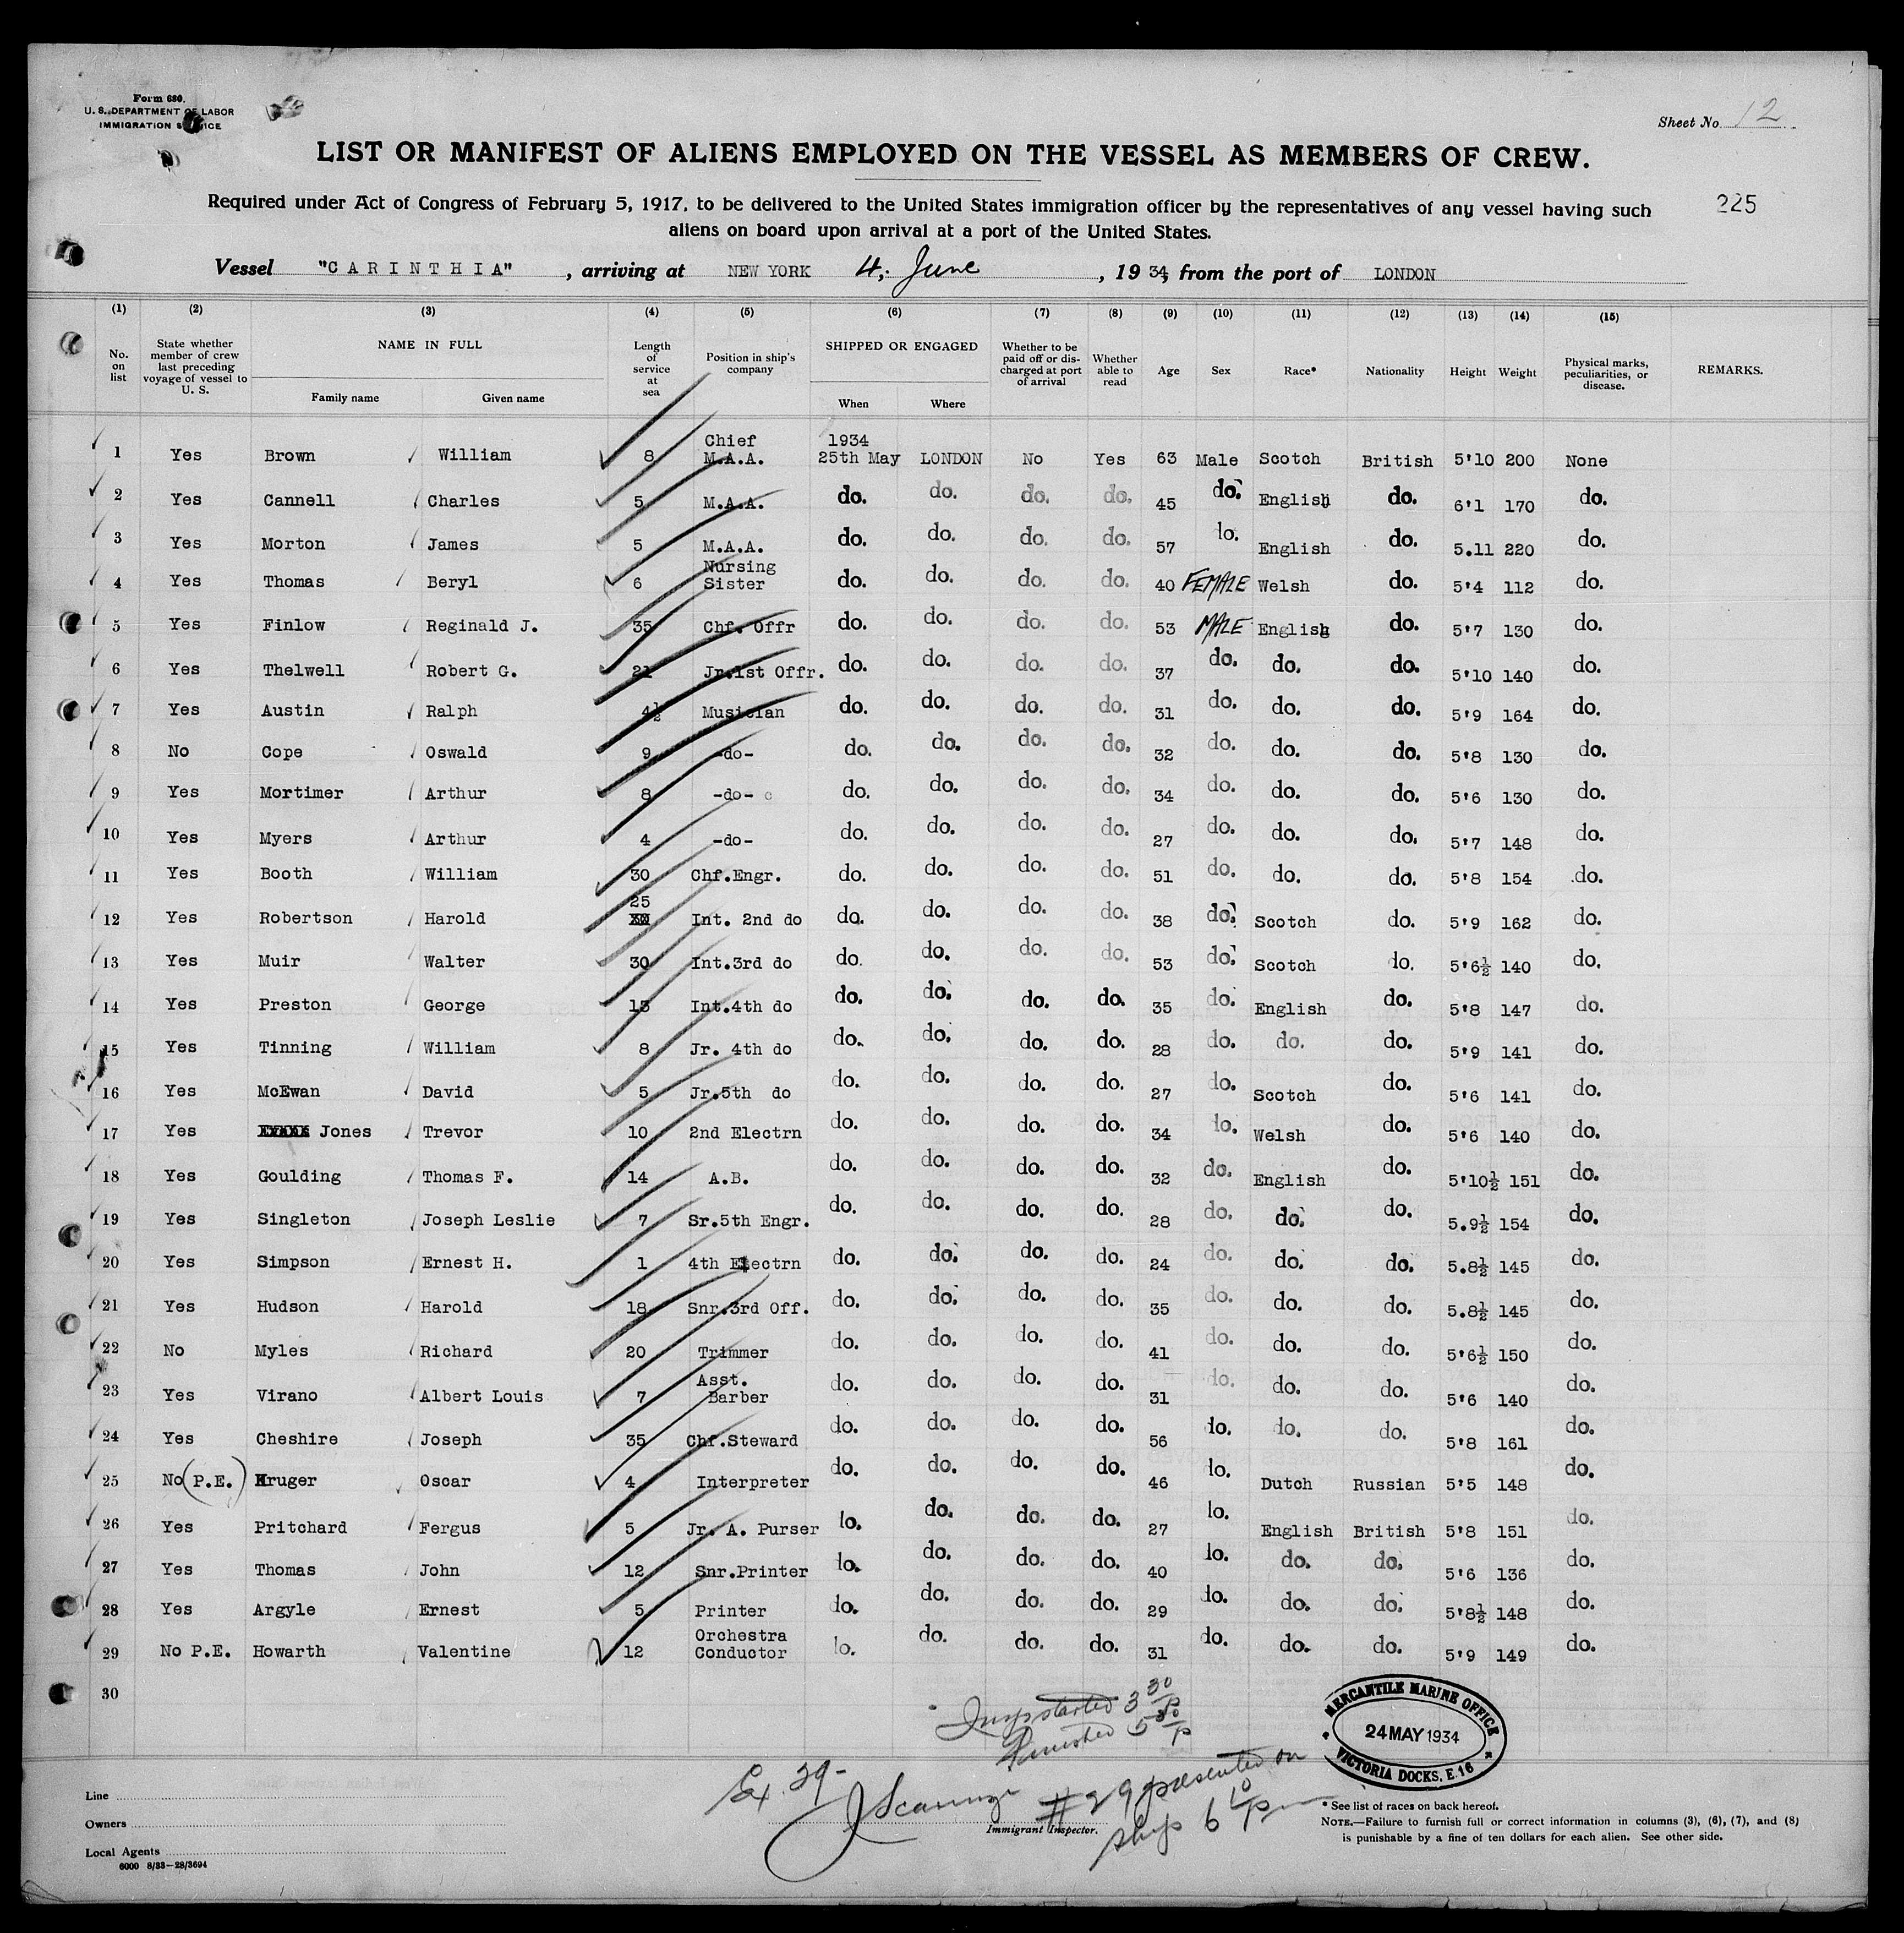 Form 680.
U. S. DEPARTMENT OF LABOR
IMMIGRATION SERVICE
Sheet No. 12
LIST OR MANIFEST OF ALIENS EMPLOYED ON THE VESSEL AS MEMBERS OF CREW.
Required under Act of Congress of February 5, 1917, to be delivered to the United States immigration officer by the representatives of any vessel having such
aliens on board upon arrival at a port of the United States.
225
Vessel "CARINTHIA", arriving at NEW YORK 4, June, 1934, from the port of LONDON
(1) (2) (3) (4) (5) (6) (7) (8) (9) (10) (11) (12) (13) (14) (15)
No. on list State whether member of crew last preceding voyage of vessel to U. S. NAME IN FULL Family name Given name Length of service at sea Position in ship's company SHIPPED OR ENGAGED When Where Whether to be paid off or discharged at port of arrival Whether able to read Age Sex Race* Nationality Height Weight Physical marks, peculiarities, or disease. REMARKS.
1 Yes Brown William 8 Chief M.A.A. 1934 25th May LONDON No Yes 63 Male Scotch British 5'10 200 None
2 Yes Cannell Charles 5 M.A.A. do. do. do. do. 45 do. English do. 6'1 170 do.
3 Yes Morton James 5 M.A.A. do. do. do. do. 57 do. English do. 5.11 220 do.
4 Yes Thomas Beryl 6 Nursing Sister do. do. do. do. 40 FEMALE Welsh do. 5'4 112 do.
5 Yes Finlow Reginald J. 35 Chf. Offr do. do. do. do. 53 MALE English do. 5'7 130 do.
6 Yes Thelwell Robert G. 21 Jr.1st Offr. do. do. do. do. 37 do. do. do. 5'10 140 do.
7 Yes Austin Ralph 4½ Musician do. do. do. do. 31 do. do. do. 5'9 164 do.
8 No Cope Oswald 9 -do- do. do. do. do. 32 do. do. do. 5'8 130 do.
9 Yes Mortimer Arthur 8 -do- do. do. do. do. 34 do. do. do. 5'6 130 do.
10 Yes Myers Arthur 4 -do- do. do. do. do. 27 do. do. do. 5'7 148 do.
11 Yes Booth William 30 Chf.Engr. do. do. do. do. 51 do. do. do. 5'8 154 do.
12 Yes Robertson Harold 25 Int. 2nd do do. do. do. do. 38 do. Scotch do. 5'9 162 do.
13 Yes Muir Walter 30 Int.3rd do do. do. do. do. 53 do. Scotch do. 5'6½ 140 do.
14 Yes Preston George 13 Int.4th do do. do. do. do. 35 do. English do. 5'8 147 do.
15 Yes Tinning William 8 Jr. 4th do do. do. do. do. 28 do. do. do. 5'9 141 do.
16 Yes McEwan David 5 Jr.5th do do. do. do. do. 27 do. Scotch do. 5'6 141 do.
17 Yes Jones Trevor 10 2nd Electrn do. do. do. do. 34 do. Welsh do. 5'6 140 do.
18 Yes Goulding Thomas F. 14 A.B. do. do. do. do. 32 do. English do. 5'10½ 151 do.
19 Yes Singleton Joseph Leslie 7 Sr.5th Engr. do. do. do. do. 28 do. do. do. 5.9½ 154 do.
20 Yes Simpson Ernest H. 1 4th Electrn do. do. do. do. 24 do. do. do. 5.8½ 145 do.
21 Yes Hudson Harold 18 Snr.3rd Off. do. do. do. do. 35 do. do. do. 5.8½ 145 do.
22 No Myles Richard 20 Trimmer do. do. do. do. 41 do. do. do. 5'6½ 150 do.
23 Yes Virano Albert Louis 7 Asst. Barber do. do. do. do. 31 do. do. do. 5'6 140 do.
24 Yes Cheshire Joseph 35 Chf.Steward do. do. do. do. 56 do. do. do. 5'8 161 do.
25 No (P.E.) Kruger Oscar 4 Interpreter do. do. do. do. 46 do. Dutch Russian 5'5 148 do.
26 Yes Pritchard Fergus 5 Jr. A. Purser do. do. do. do. 27 do. English British 5'8 151 do.
27 Yes Thomas John 12 Snr.Printer do. do. do. do. 40 do. do. do. 5'6 136 do.
28 Yes Argyle Ernest 5 Printer do. do. do. do. 29 do. do. do. 5'8½ 148 do.
29 No P.E. Howarth Valentine 12 Orchestra Conductor do. do. do. do. 31 do. do. do. 5'9 149 do.
30
Insp started 3 30/P
Finished 5 30/P
MERCANTILE MARINE OFFICE
24 MAY 1934
VICTORIA DOCKS. E.16
Ex. 29-
#29 presented on
ship 6 10/P
Immigrant Inspector.
Line
Owners
Local Agents
6000 8/33—28/3694
* See list of races on back hereof.
NOTE.—Failure to furnish full or correct information in columns (3), (6), (7), and (8)
is punishable by a fine of ten dollars for each alien. See other side.